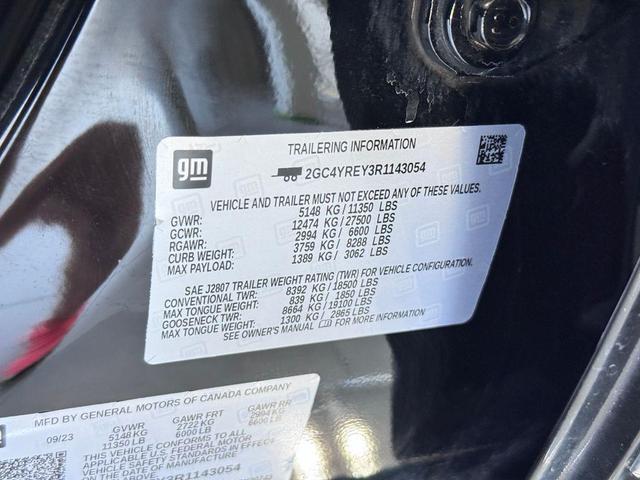 TRAILERING INFORMATION
gm
2GC4YREY3R1143054
VEHICLE AND TRAILER MUST NOT EXCEED ANY OF THESE VALUES.
GVWR: 5148 KG / 11350 LBS
GCWR: 12474 KG / 27500 LBS
RGAWR: 2994 KG / 6600 LBS
CURB WEIGHT: 3759 KG / 8288 LBS
MAX PAYLOAD: 1389 KG / 3062 LBS
SAE J2807 TRAILER WEIGHT RATING (TWR) FOR VEHICLE CONFIGURATION.
CONVENTIONAL TWR: 8392 KG / 18500 LBS
MAX TONGUE WEIGHT: 839 KG / 1850 LBS
GOOSENECK TWR: 8664 KG / 19100 LBS
MAX TONGUE WEIGHT: 1300 KG / 2865 LBS
SEE OWNER'S MANUAL FOR MORE INFORMATION
MFD BY GENERAL MOTORS OF CANADA COMPANY
09/23 GVWR GAWR FRT GAWR RR
5148 KG 2722 KG 2994 KG
11350 LB 6000 LB 6600 LB
THIS VEHICLE CONFORMS TO ALL
APPLICABLE U.S. FEDERAL MOTOR
VEHICLE SAFETY STANDARDS IN EFFECT
ON THE DATE OF MANUFACTURE
3R1143054